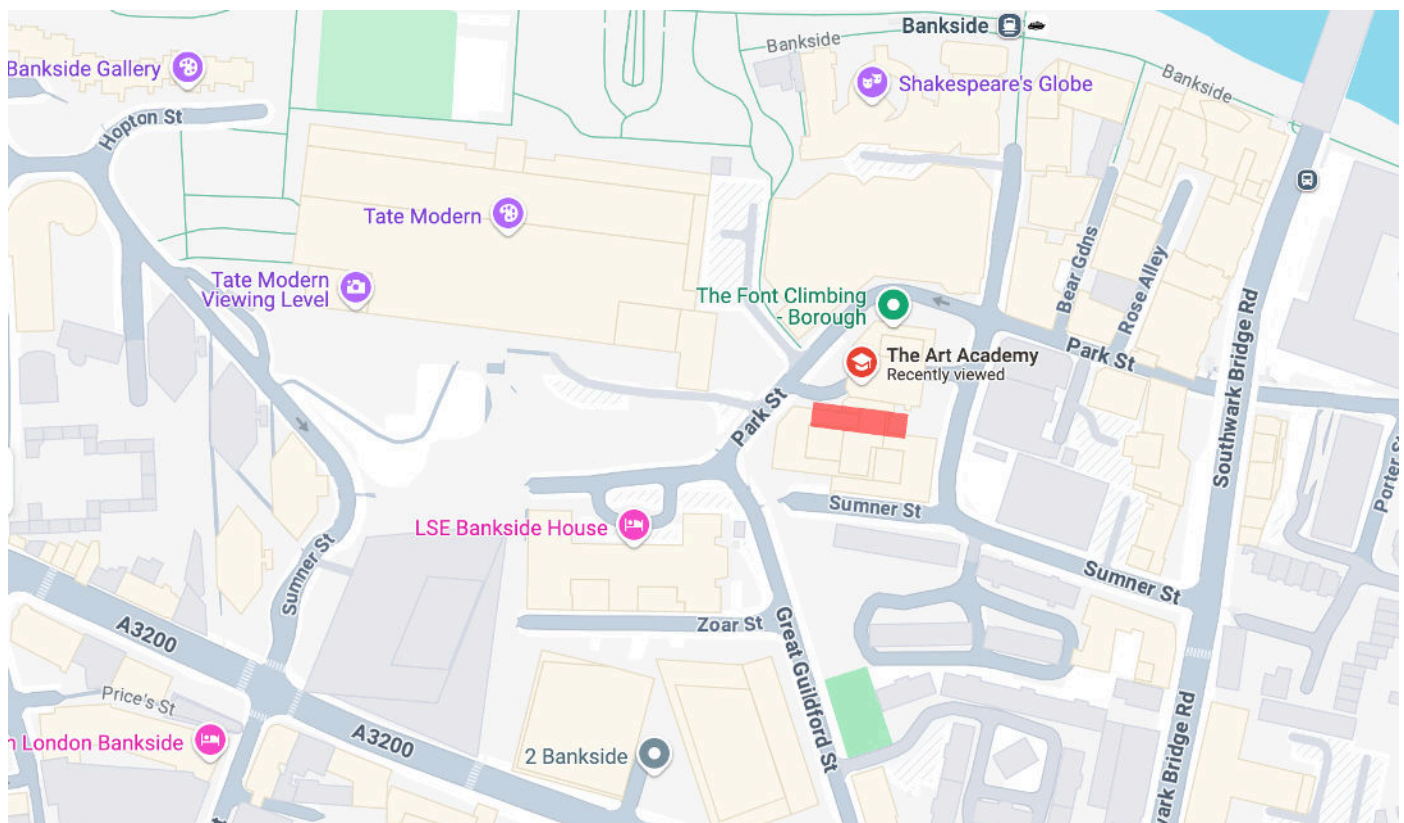 Bankside
Bankside
Bankside Gallery
Shakespeare's Globe
Bankside
Hopton St
Tate Modern
Bear Gdns
Rose Alley
Tate Modern
Viewing Level
The Font Climbing
- Borough
Southwark Bridge Rd
Park St
The Art Academy
Recently viewed
Park St
Porter St
Sumner St
LSE Bankside House
Sumner St
Sumner St
A3200
Zoar St
Great Guildford St
Price's St
A3200
n London Bankside
2 Bankside
wark Bridge Rd